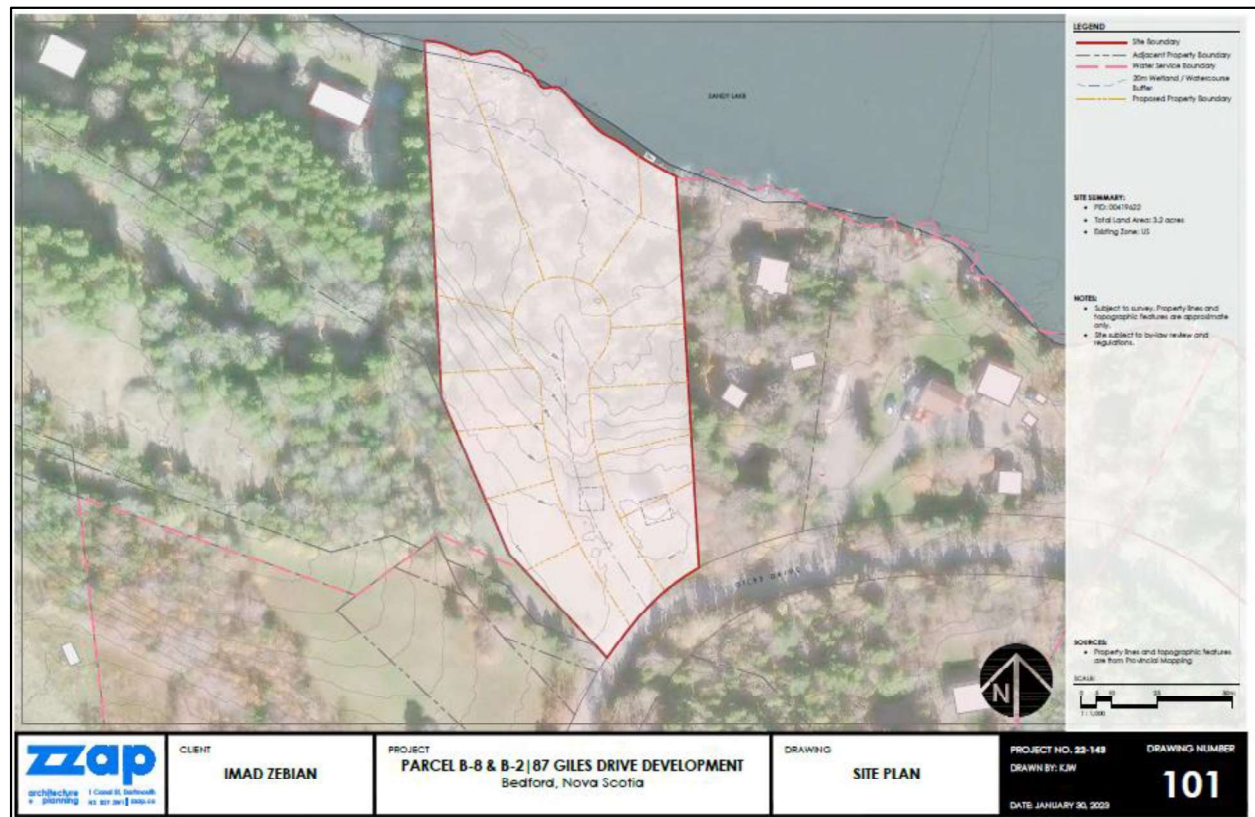 SANDY LAKE
GILES DRIVE
N
LEGEND
Site Boundary
Adjacent Property Boundary
Water Service Boundary
20m Wetland / Watercourse
Buffer
Proposed Property Boundary
SITE SUMMARY:
• PID: 00419622
• Total Land Area: 3.2 acres
• Existing Zone: US
NOTES:
• Subject to survey. Property lines and
topographic features are approximate
only.
• Site subject to by-law review and
regulations.
SOURCES:
• Property lines and topographic features
are from Provincial Mapping
SCALE
1 : 1,000
zzap
architecture
+ planning
1 Canal St, Dartmouth
zzap.ca
CLIENT
IMAD ZEBIAN
PROJECT
PARCEL B-8 & B-2|87 GILES DRIVE DEVELOPMENT
Bedford, Nova Scotia
DRAWING
SITE PLAN
PROJECT NO. 22-143
DRAWN BY: KJW
DATE: JANUARY 30, 2023
DRAWING NUMBER
101